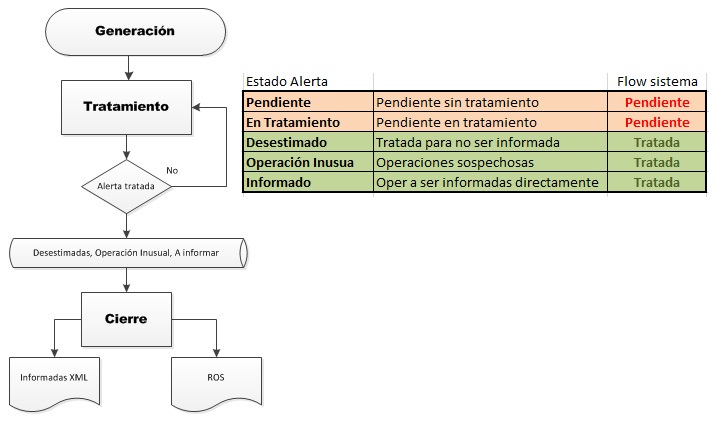 Generación
Tratamiento
No
Alerta tratada
Desestimadas, Operación Inusual, A informar
Cierre
Informadas XML
ROS
Estado Alerta Flow sistema
Pendiente Pendiente sin tratamiento Pendiente
En Tratamiento Pendiente en tratamiento Pendiente
Desestimado Tratada para no ser informada Tratada
Operación Inusua Operaciones sospechosas Tratada
Informado Oper a ser informadas directamente Tratada